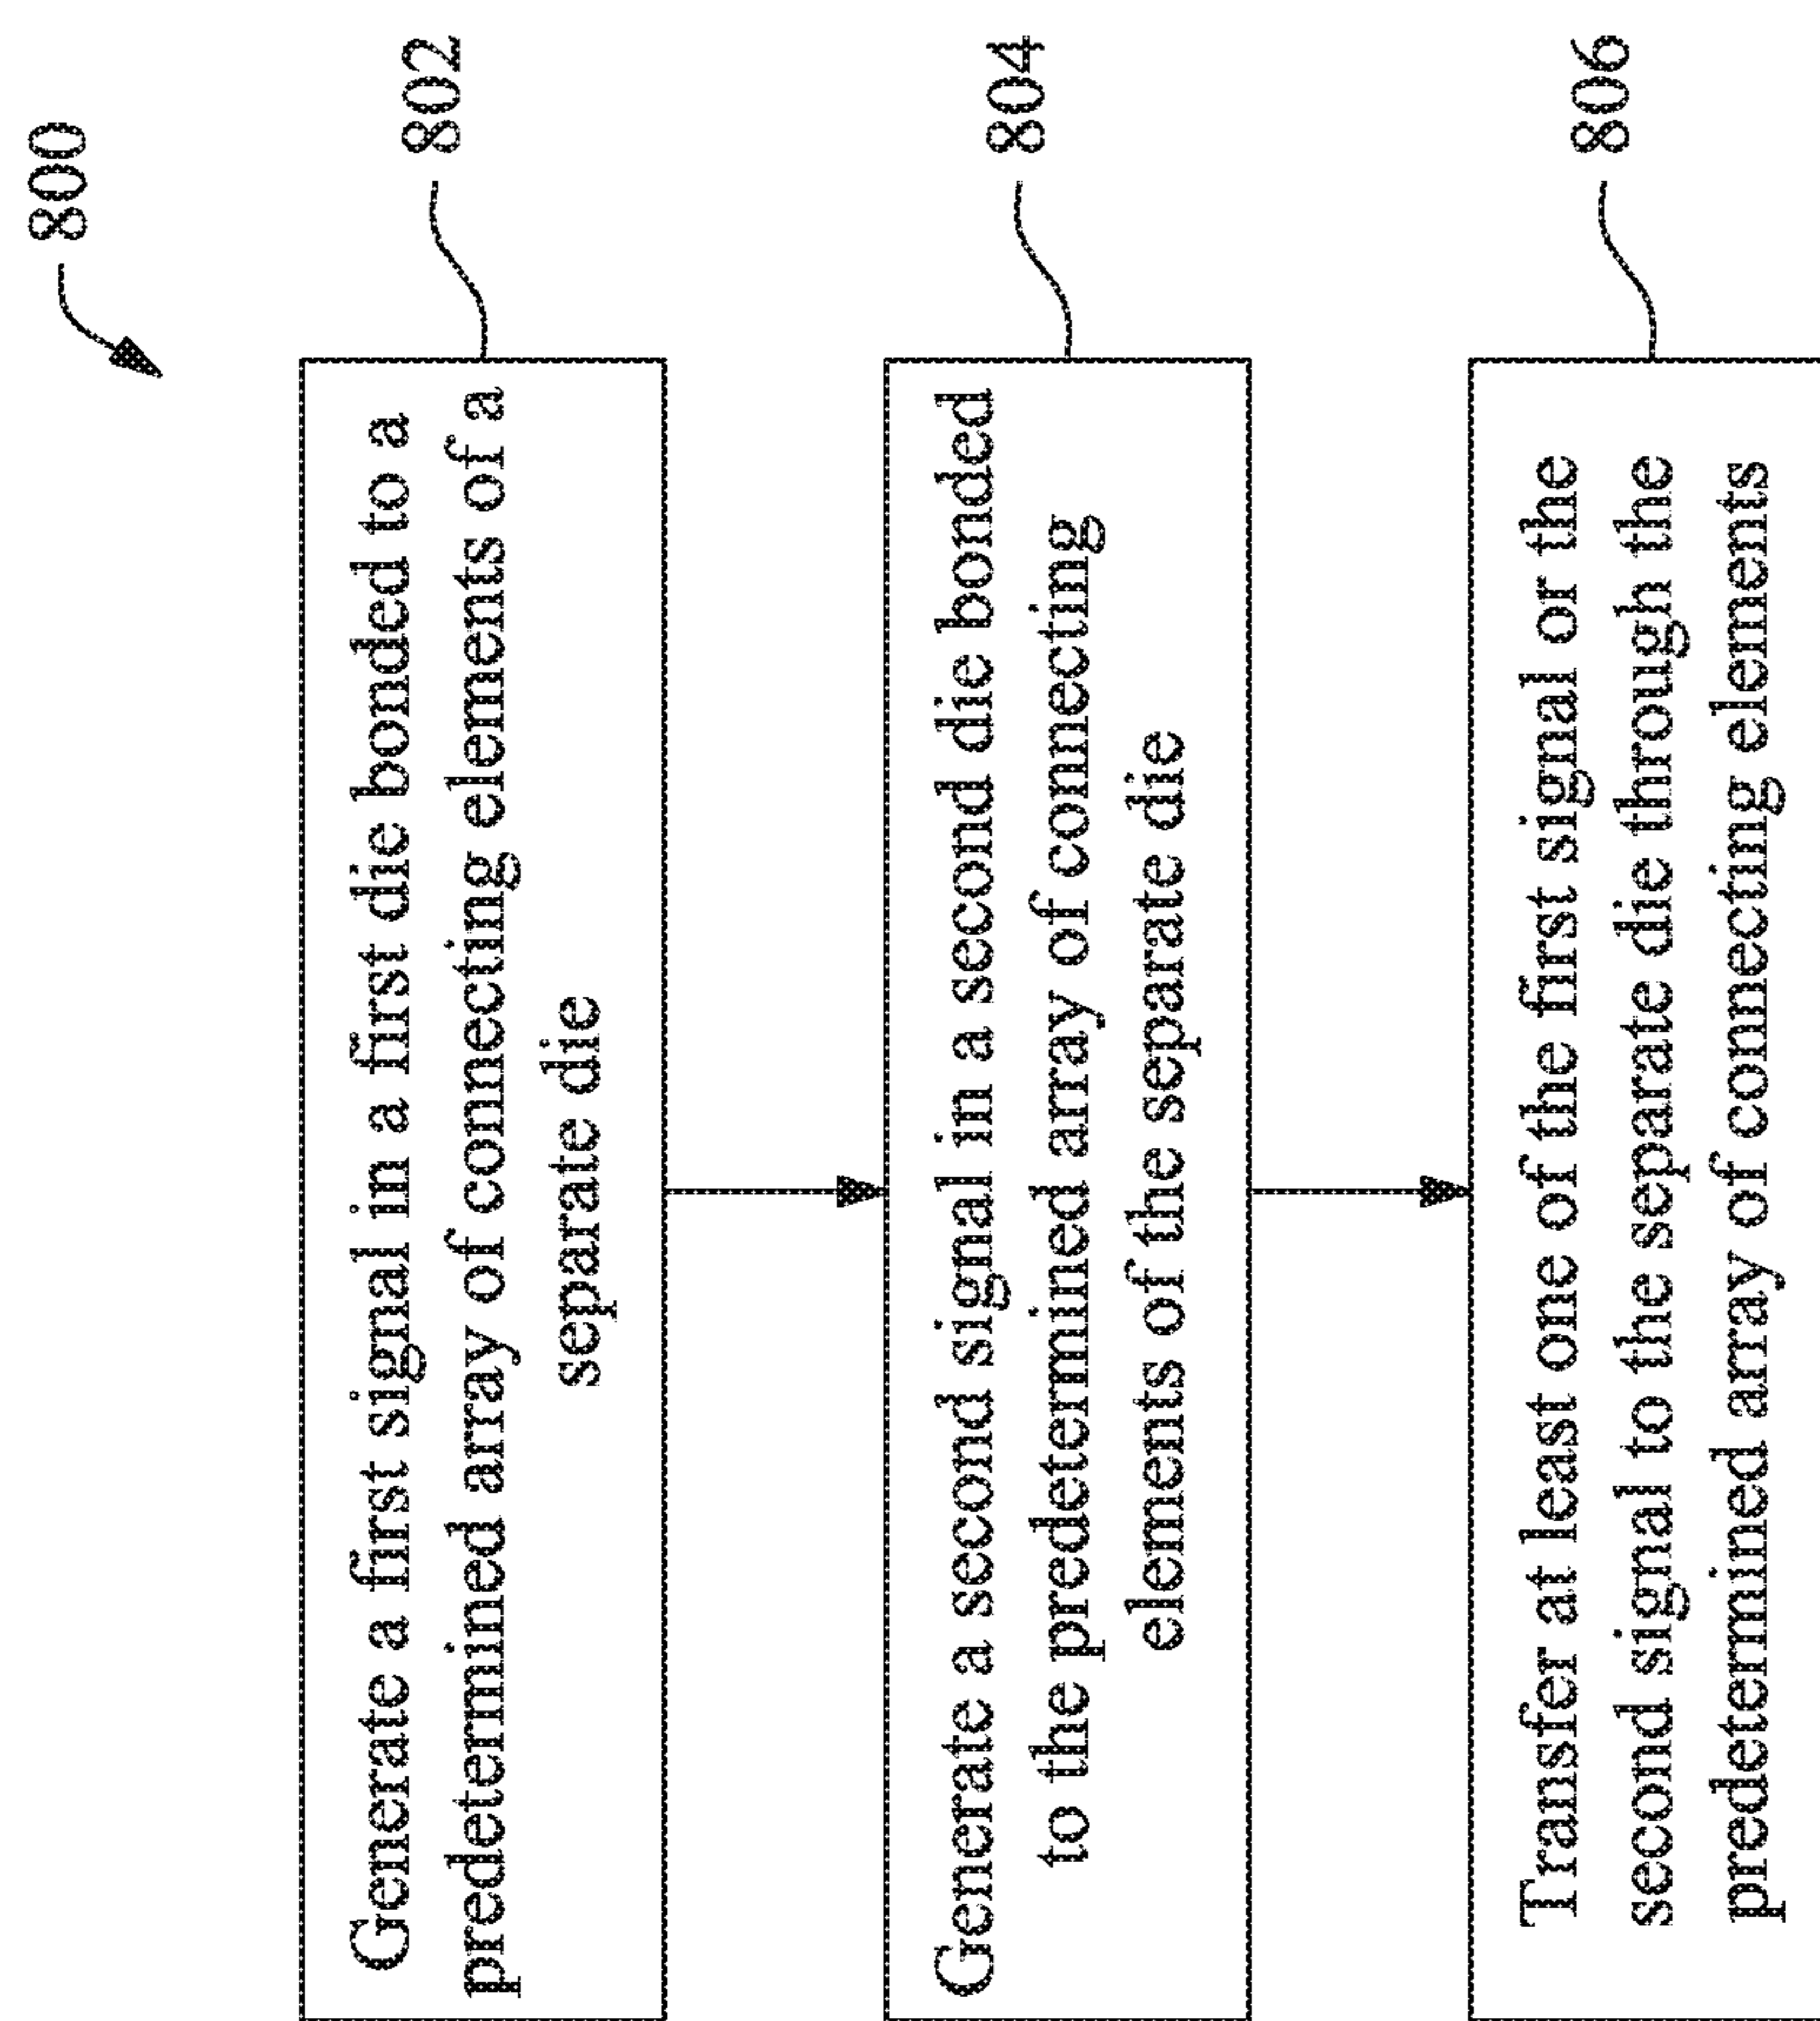 800
Generate a first signal in a first die bonded to a
predetermined array of connecting elements of a
separate die
802
Generate a second signal in a second die bonded
to the predetermined array of connecting
elements of the separate die
804
Transfer at least one of the first signal or the
second signal to the separate die through the
predetermined array of connecting elements
806